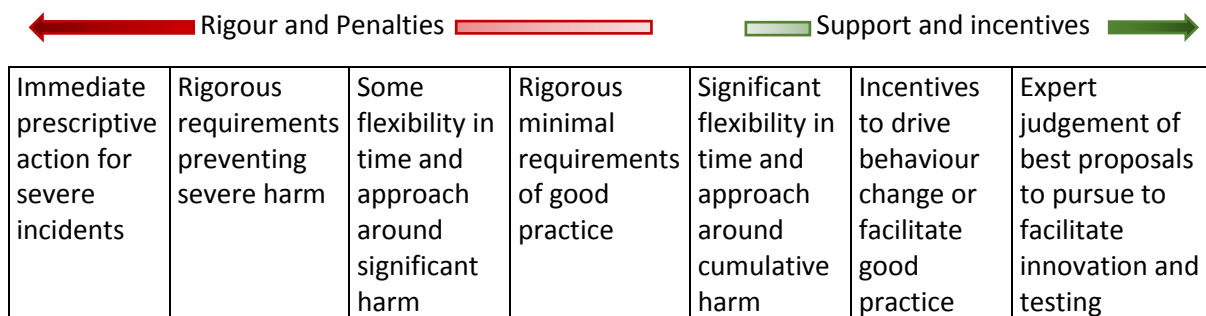 Rigour and Penalties
Support and incentives
Immediate
prescriptive
action for
severe
incidents
Rigorous
requirements
preventing
severe harm
Some
flexibility in
time and
approach
around
significant
harm
Rigorous
minimal
requirements
of good
practice
Significant
flexibility in
time and
approach
around
cumulative
harm
Incentives
to drive
behaviour
change or
facilitate
good
practice
Expert
judgement of
best proposals
to pursue to
facilitate
innovation and
testing